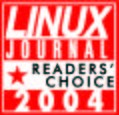 LINUX
JOURNAL
READERS'
CHOICE
2004